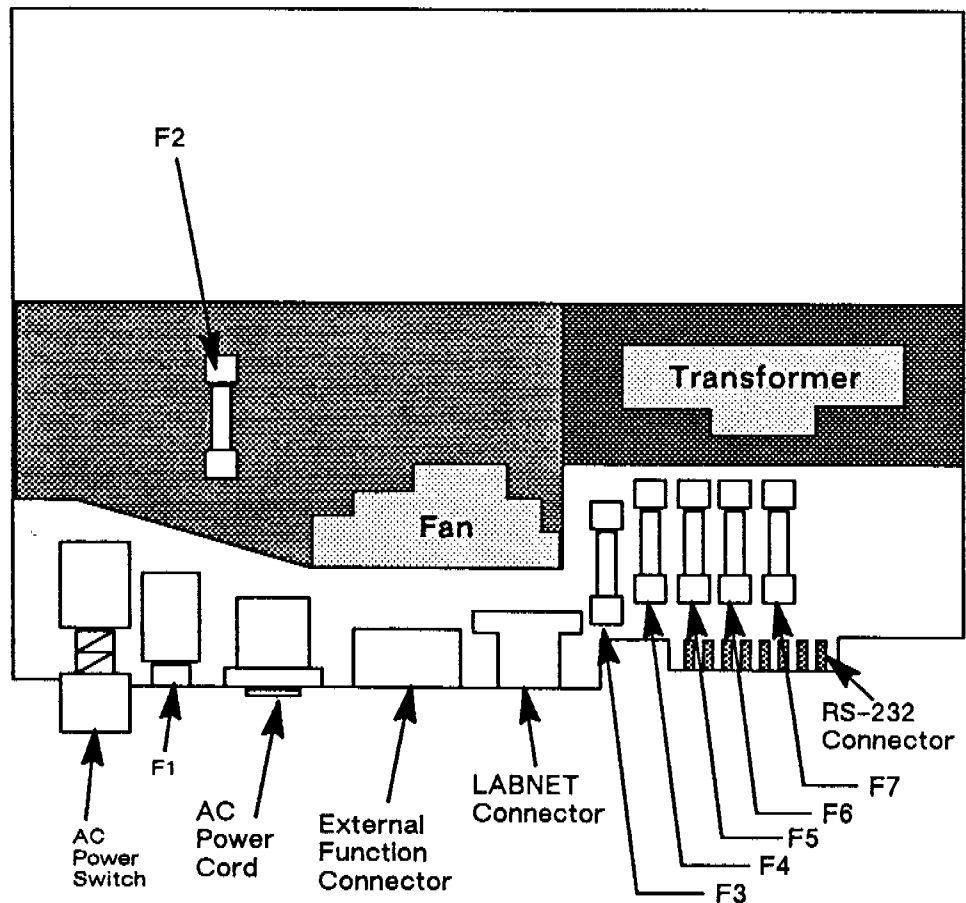 F2
Transformer
Fan
RS-232
Connector
F1
LABNET
Connector
F7
AC
Power
Cord
External
Function
Connector
F6
AC
Power
Switch
F5
F4
F3